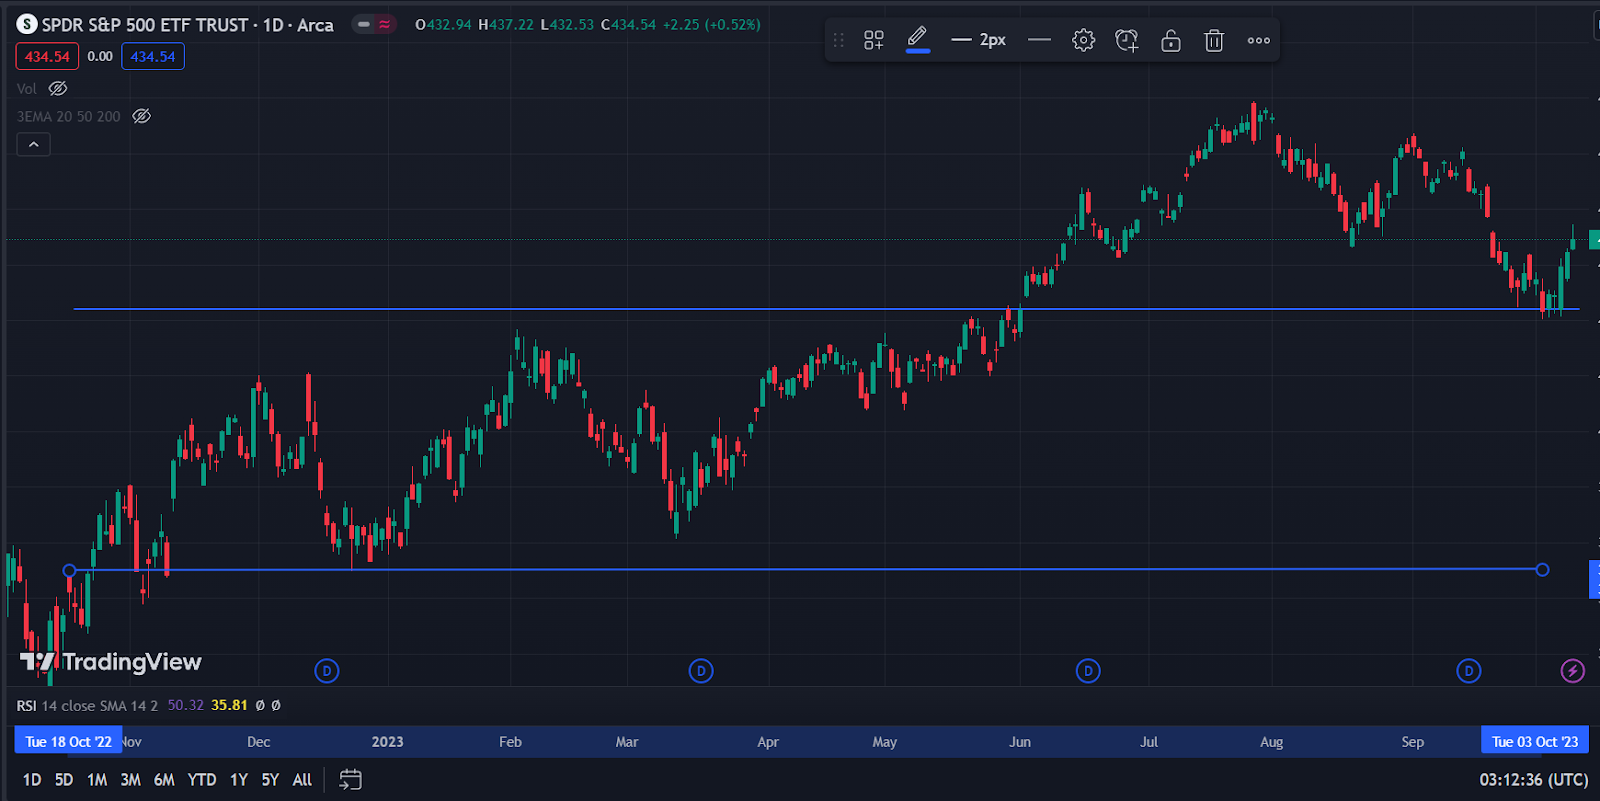 S SPDR S&P 500 ETF TRUST · 1D · Arca O432.94 H437.22 L432.53 C434.54 +2.25 (+0.52%)
434.54 0.00 434.54
2px
Vol
3EMA 20 50 200
TradingView
D D D D
RSI 14 close SMA 14 2 50.32 35.81 Ø Ø
Tue 18 Oct '22 Nov Dec 2023 Feb Mar Apr May Jun Jul Aug Sep Tue 03 Oct '23
1D 5D 1M 3M 6M YTD 1Y 5Y All 03:12:36 (UTC)